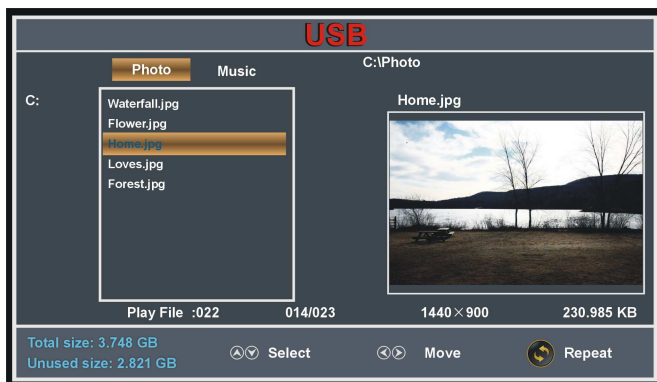 USB
Photo Music C:\Photo
C: Home.jpg
Waterfall.jpg
Flower.jpg
Home.jpg
Loves.jpg
Forest.jpg
Play File :022 014/023 1440×900 230.985 KB
Total size: 3.748 GB
Unused size: 2.821 GB
Select Move Repeat